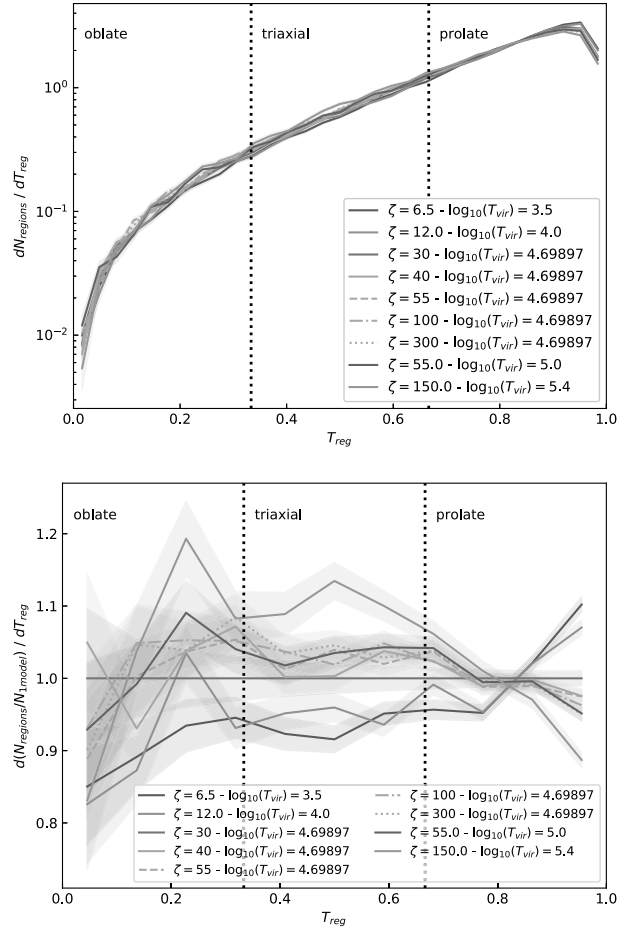 oblate triaxial prolate
10⁰
10⁻¹
10⁻²
dN_regions / dT_reg
ζ = 6.5 - log₁₀(T_vir) = 3.5
ζ = 12.0 - log₁₀(T_vir) = 4.0
ζ = 30 - log₁₀(T_vir) = 4.69897
ζ = 40 - log₁₀(T_vir) = 4.69897
ζ = 55 - log₁₀(T_vir) = 4.69897
ζ = 100 - log₁₀(T_vir) = 4.69897
ζ = 300 - log₁₀(T_vir) = 4.69897
ζ = 55.0 - log₁₀(T_vir) = 5.0
ζ = 150.0 - log₁₀(T_vir) = 5.4
0.0 0.2 0.4 0.6 0.8 1.0
T_reg
oblate triaxial prolate
1.2
1.1
1.0
0.9
0.8
d(N_regions/N_1model) / dT_reg
ζ = 6.5 - log₁₀(T_vir) = 3.5
ζ = 12.0 - log₁₀(T_vir) = 4.0
ζ = 30 - log₁₀(T_vir) = 4.69897
ζ = 40 - log₁₀(T_vir) = 4.69897
ζ = 55 - log₁₀(T_vir) = 4.69897
ζ = 100 - log₁₀(T_vir) = 4.69897
ζ = 300 - log₁₀(T_vir) = 4.69897
ζ = 55.0 - log₁₀(T_vir) = 5.0
ζ = 150.0 - log₁₀(T_vir) = 5.4
0.0 0.2 0.4 0.6 0.8 1.0
T_reg